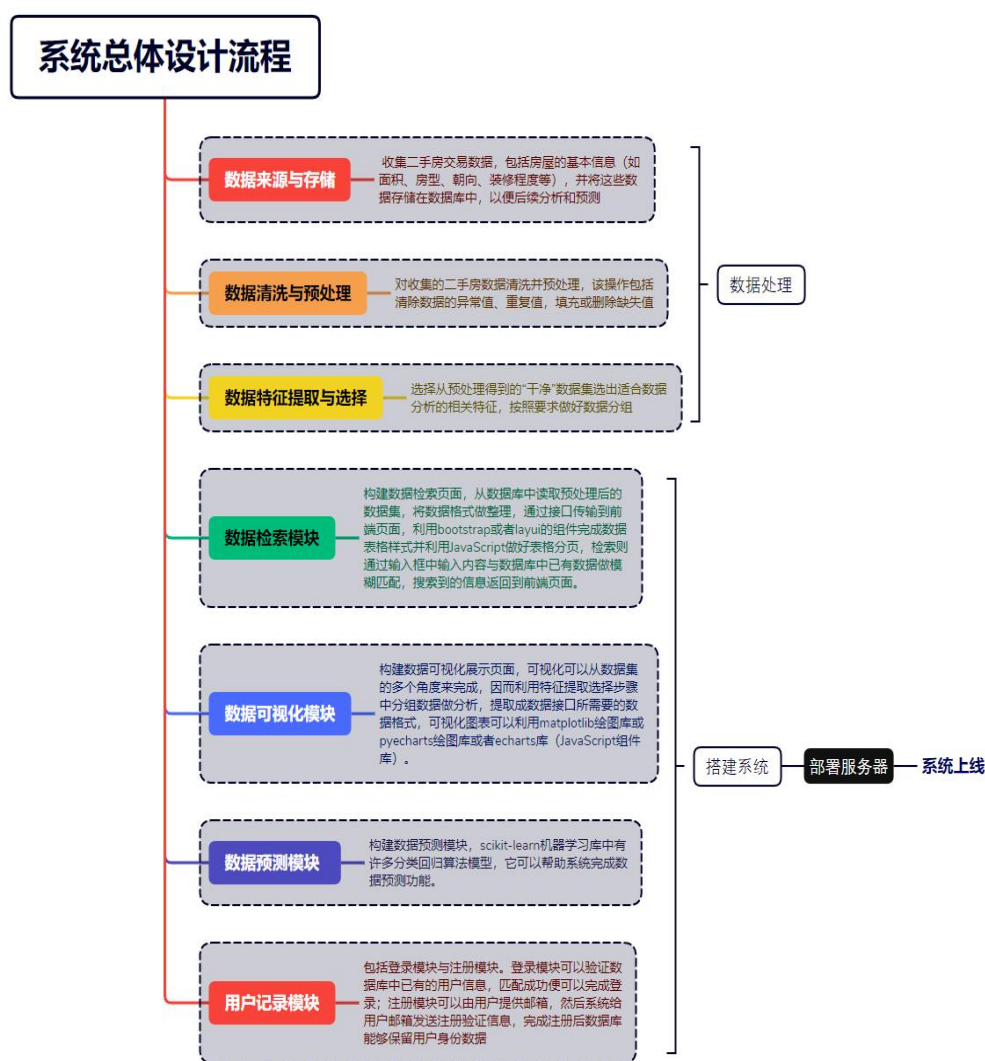 系统总体设计流程
数据来源与存储
收集二手房交易数据，包括房屋的基本信息（如
面积、房型、朝向、装修程度等），并将这些数
据存储在数据库中，以便后续分析和预测
数据清洗与预处理
对收集的二手房数据清洗并预处理，该操作包括
清除数据的异常值、重复值，填充或删除缺失值
数据特征提取与选择
选择从预处理得到的“干净”数据集选出适合数据
分析的相关特征，按照要求做好数据分组
数据处理
数据检索模块
构建数据检索页面，从数据库中读取预处理后的
数据集，将数据格式做整理，通过接口传输到前
端页面，利用bootstrap或者layui的组件完成数据
表格样式并利用JavaScript做好表格分页，检索则
通过输入框中输入内容与数据库中已有数据做模
糊匹配，搜索到的信息返回到前端页面。
数据可视化模块
构建数据可视化展示页面，可视化可以从数据集
的多个角度来完成，因而利用特征提取选择步骤
中分组数据做分析，提取成数据接口所需要的数
据格式，可视化图表可以利用matplotlib绘图库或
pyecharts绘图库或者echarts库（JavaScript组件
库）。
数据预测模块
构建数据预测模块，scikit-learn机器学习库中有
许多分类回归算法模型，它可以帮助系统完成数
据预测功能。
用户记录模块
包括登录模块与注册模块。登录模块可以验证数
据库中已有的用户信息，匹配成功便可以完成登
录；注册模块可以由用户提供邮箱，然后系统给
用户邮箱发送注册验证信息，完成注册后数据库
能够保留用户身份数据
搭建系统
部署服务器
系统上线